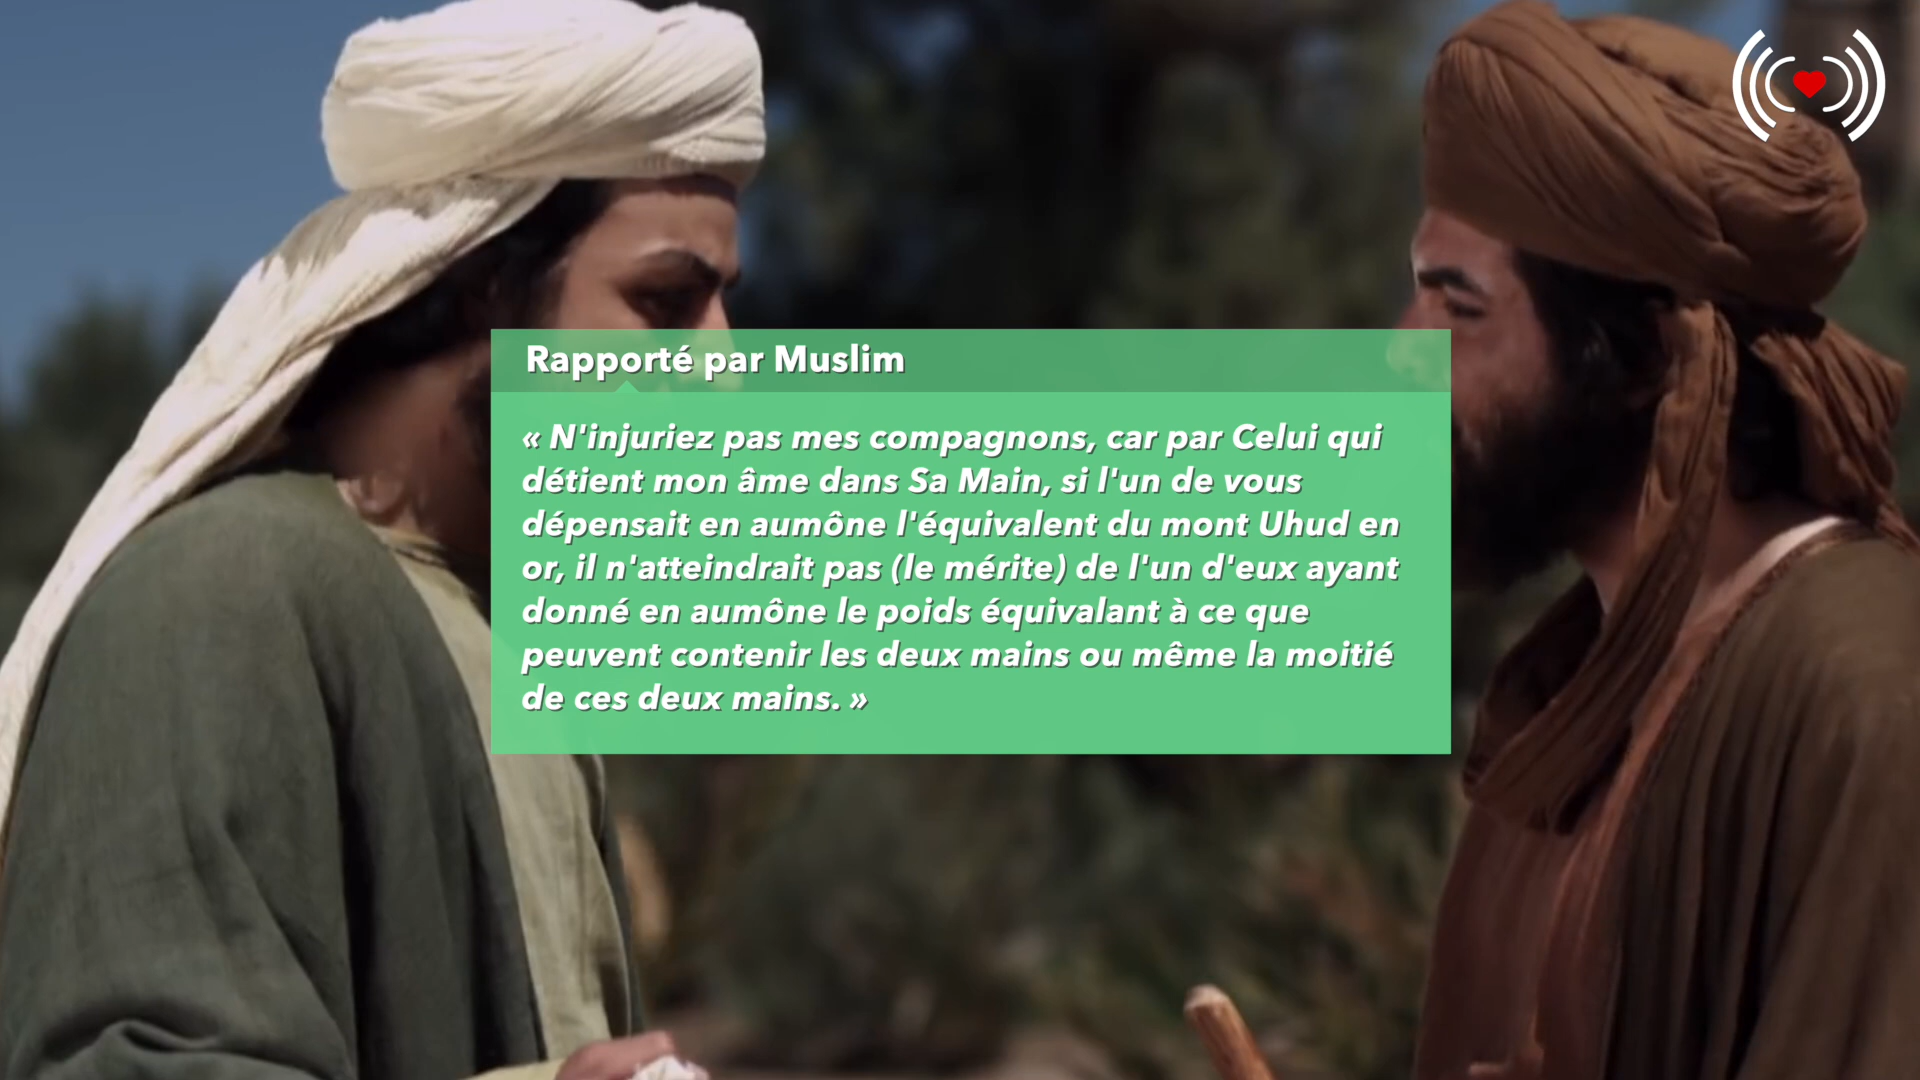 Rapporté par Muslim
« N'injuriez pas mes compagnons, car par Celui qui
détient mon âme dans Sa Main, si l'un de vous
dépensait en aumône l'équivalent du mont Uhud en
or, il n'atteindrait pas (le mérite) de l'un d'eux ayant
donné en aumône le poids équivalant à ce que
peuvent contenir les deux mains ou même la moitié
de ces deux mains. »